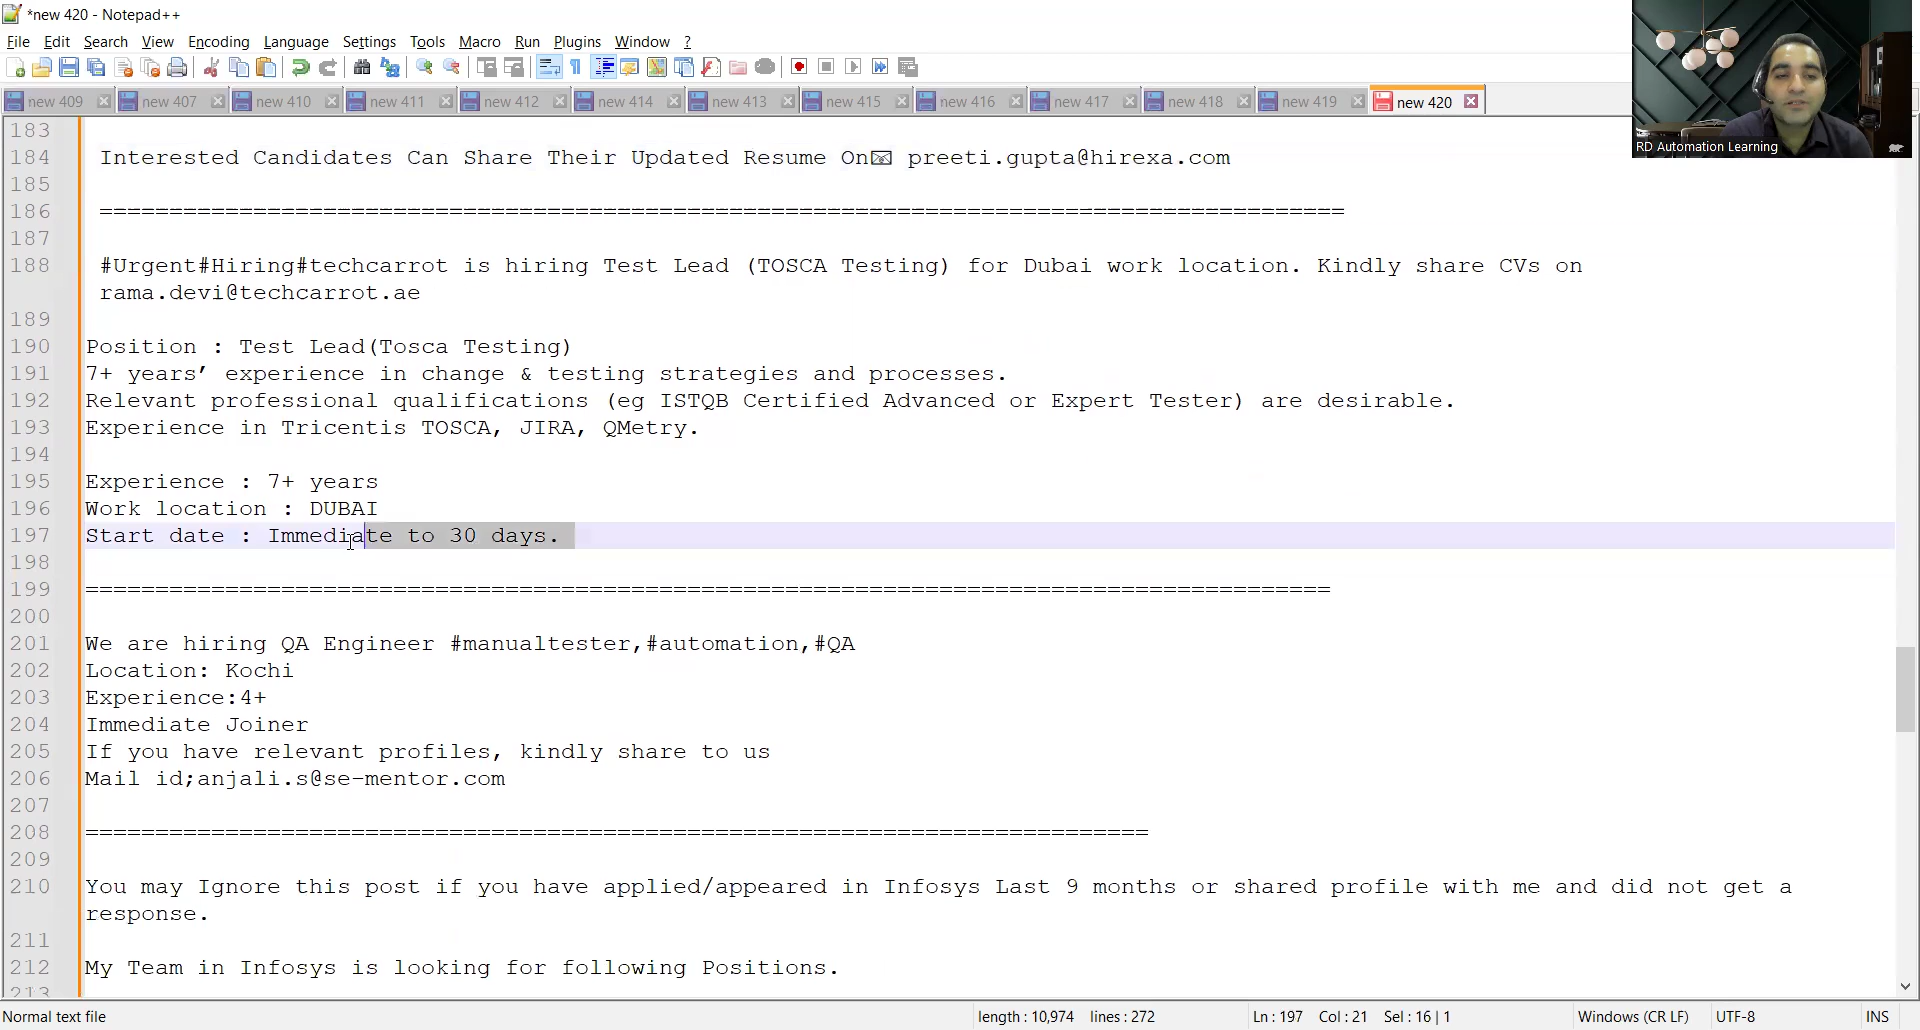 *new 420 - Notepad++
File Edit Search View Encoding Language Settings Tools Macro Run Plugins Window ?
new 409 new 407 new 410 new 411 new 412 new 414 new 413 new 415 new 416 new 417 new 418 new 419 new 420
RD Automation Learning
183
184 Interested Candidates Can Share Their Updated Resume On✉ preeti.gupta@hirexa.com
185
186 =========================================================================================
187
188 #Urgent#Hiring#techcarrot is hiring Test Lead (TOSCA Testing) for Dubai work location. Kindly share CVs on
rama.devi@techcarrot.ae
189
190 Position : Test Lead(Tosca Testing)
191 7+ years’ experience in change & testing strategies and processes.
192 Relevant professional qualifications (eg ISTQB Certified Advanced or Expert Tester) are desirable.
193 Experience in Tricentis TOSCA, JIRA, QMetry.
194
195 Experience : 7+ years
196 Work location : DUBAI
197 Start date : Immediate to 30 days.
198
199 =========================================================================================
200
201 We are hiring QA Engineer #manualtester,#automation,#QA
202 Location: Kochi
203 Experience:4+
204 Immediate Joiner
205 If you have relevant profiles, kindly share to us
206 Mail id;anjali.s@se-mentor.com
207
208 ============================================================================
209
210 You may Ignore this post if you have applied/appeared in Infosys Last 9 months or shared profile with me and did not get a
response.
211
212 My Team in Infosys is looking for following Positions.
213
Normal text file length : 10,974 lines : 272 Ln : 197 Col : 21 Sel : 16 | 1 Windows (CR LF) UTF-8 INS